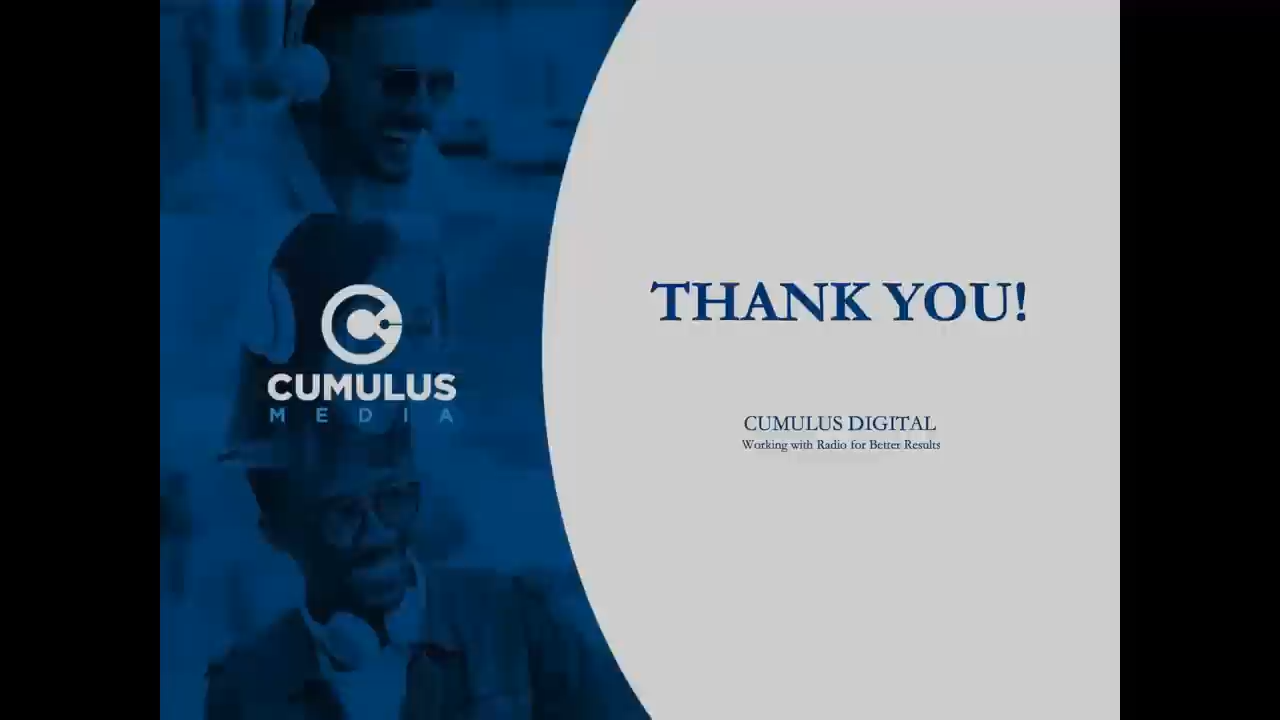 CUMULUS
MEDIA
THANK YOU!
CUMULUS DIGITAL
Working with Radio for Better Results